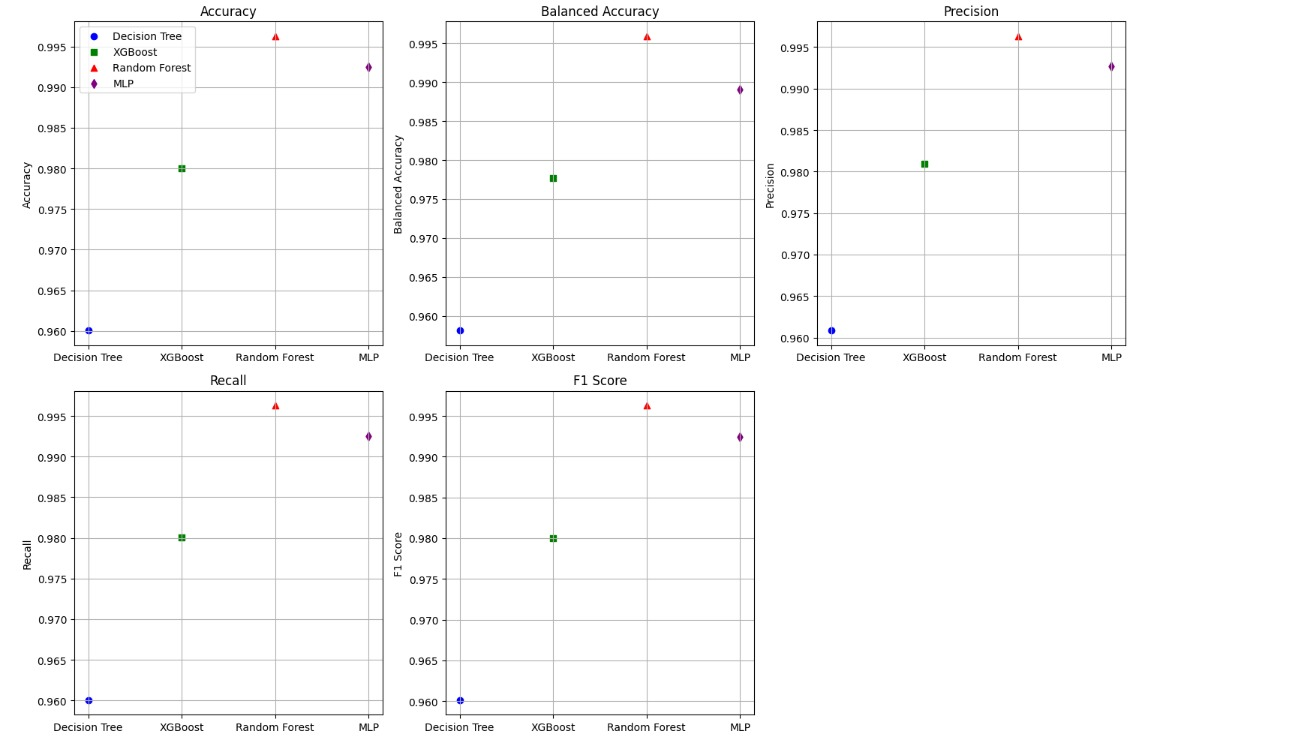 Accuracy
Decision Tree
XGBoost
Random Forest
MLP
0.995
0.990
0.985
0.980
0.975
0.970
0.965
0.960
Accuracy
Decision Tree XGBoost Random Forest MLP
Balanced Accuracy
0.995
0.990
0.985
0.980
0.975
0.970
0.965
0.960
Balanced Accuracy
Decision Tree XGBoost Random Forest MLP
Precision
0.995
0.990
0.985
0.980
0.975
0.970
0.965
0.960
Precision
Decision Tree XGBoost Random Forest MLP
Recall
0.995
0.990
0.985
0.980
0.975
0.970
0.965
0.960
Recall
Decision Tree XGBoost Random Forest MLP
F1 Score
0.995
0.990
0.985
0.980
0.975
0.970
0.965
0.960
F1 Score
Decision Tree XGBoost Random Forest MLP